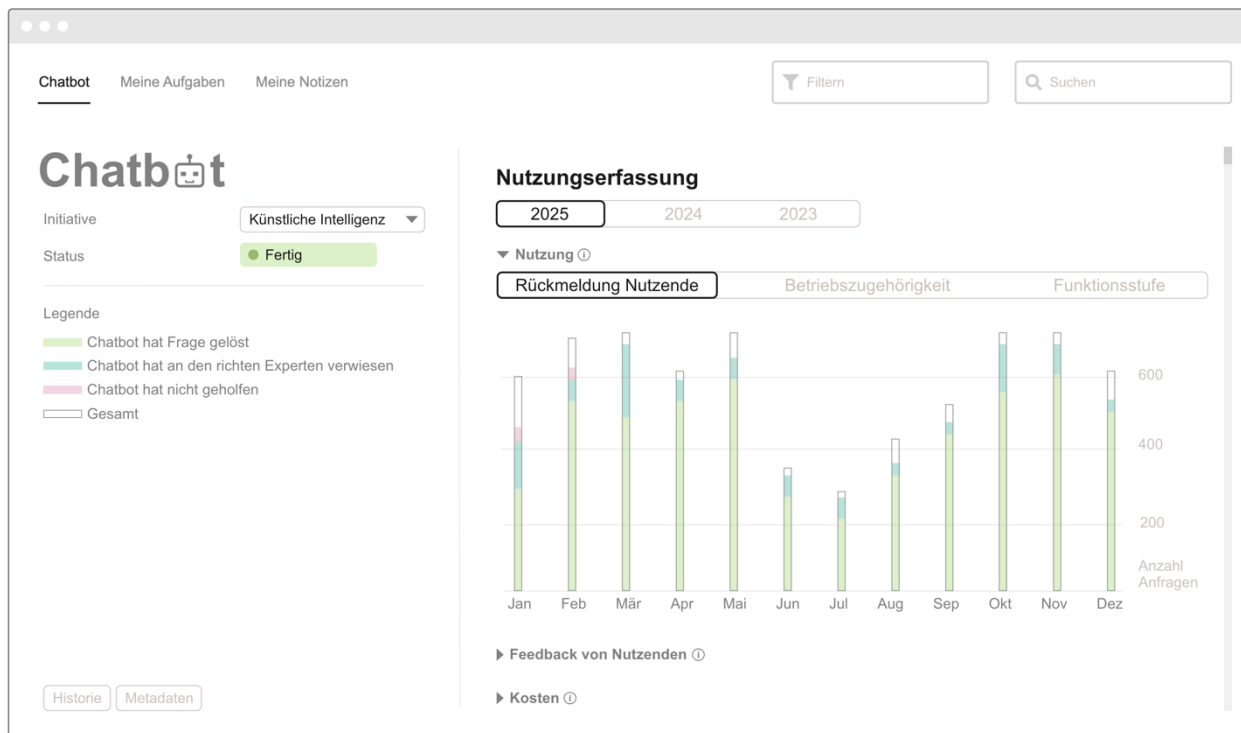 Chatbot Meine Aufgaben Meine Notizen Filtern Suchen
Chatbot
Initiative Künstliche Intelligenz
Status Fertig
Legende
Chatbot hat Frage gelöst
Chatbot hat an den richten Experten verwiesen
Chatbot hat nicht geholfen
Gesamt
Historie Metadaten
Nutzungserfassung
2025 2024 2023
Nutzung
Rückmeldung Nutzende Betriebszugehörigkeit Funktionsstufe
600
400
200
Anzahl
Anfragen
Jan Feb Mär Apr Mai Jun Jul Aug Sep Okt Nov Dez
Feedback von Nutzenden
Kosten